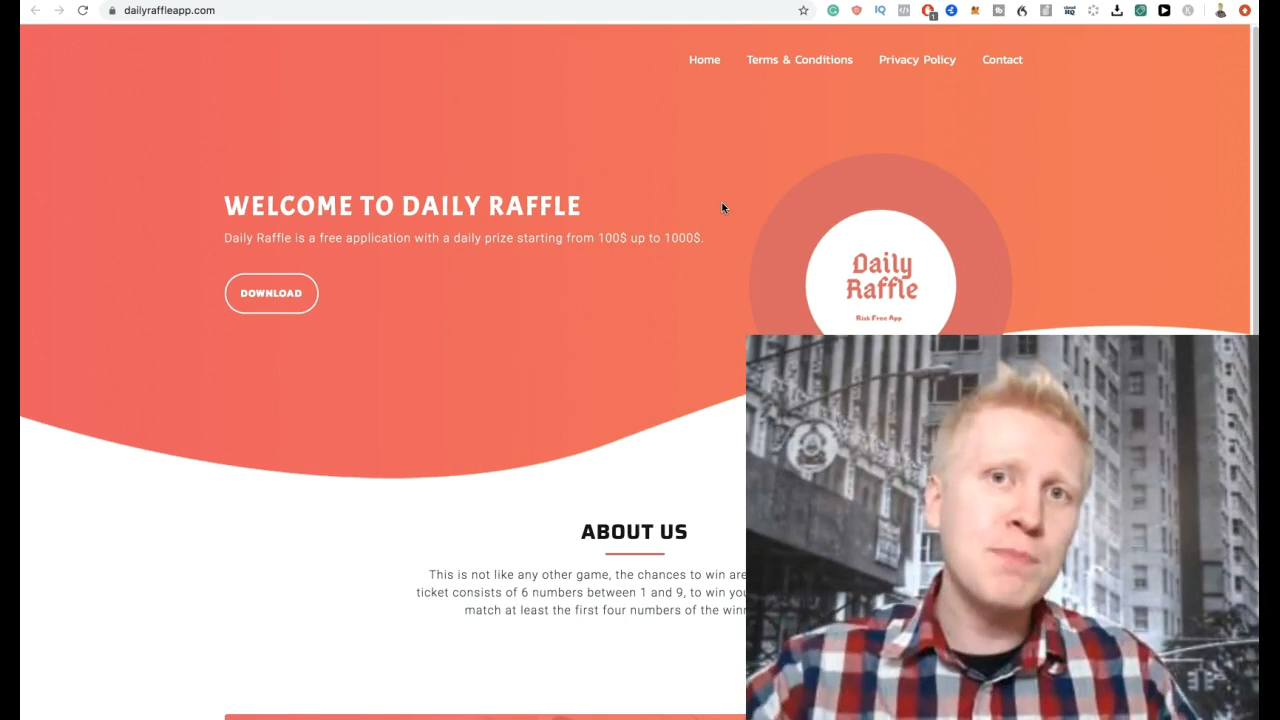 dailyraffleapp.com
Home Terms & Conditions Privacy Policy Contact
WELCOME TO DAILY RAFFLE
Daily Raffle is a free application with a daily prize starting from 100$ up to 1000$.
DOWNLOAD
Daily
Raffle
Risk Free App
ABOUT US
This is not like any other game, the chances to win are
ticket consists of 6 numbers between 1 and 9, to win you
match at least the first four numbers of the